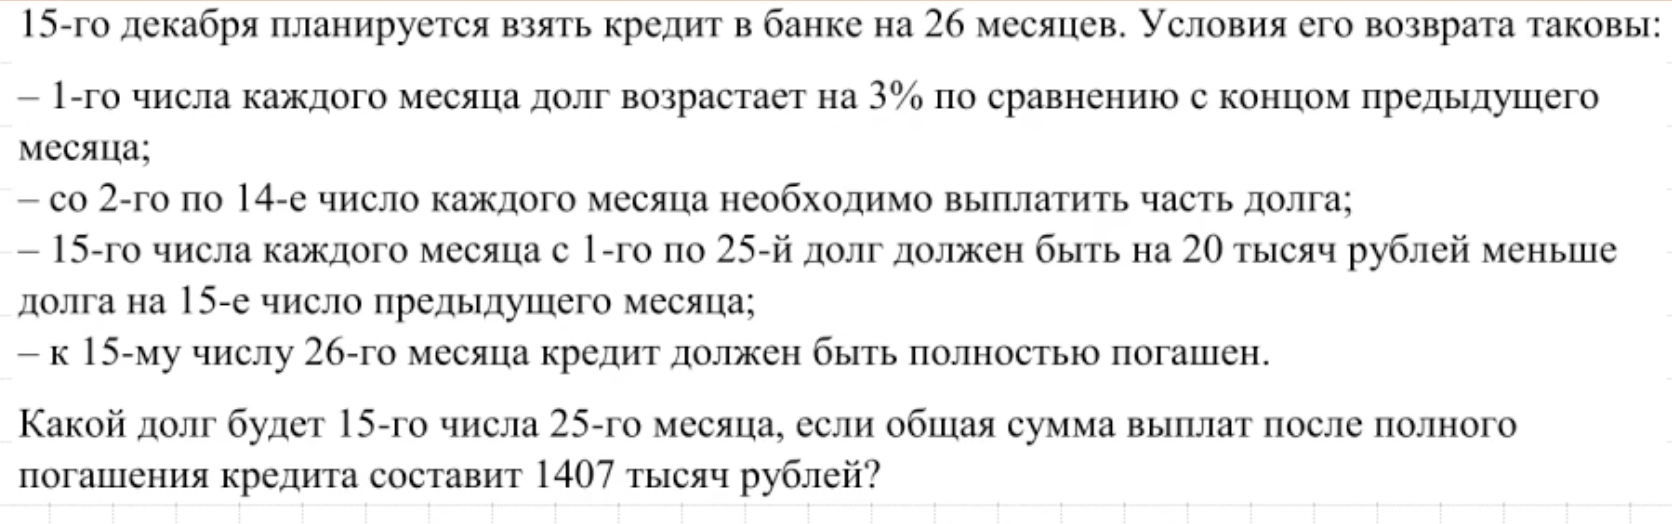 15-го декабря планируется взять кредит в банке на 26 месяцев. Условия его возврата таковы:
– 1-го числа каждого месяца долг возрастает на 3% по сравнению с концом предыдущего
месяца;
– со 2-го по 14-е число каждого месяца необходимо выплатить часть долга;
– 15-го числа каждого месяца с 1-го по 25-й долг должен быть на 20 тысяч рублей меньше
долга на 15-е число предыдущего месяца;
– к 15-му числу 26-го месяца кредит должен быть полностью погашен.
Какой долг будет 15-го числа 25-го месяца, если общая сумма выплат после полного
погашения кредита составит 1407 тысяч рублей?